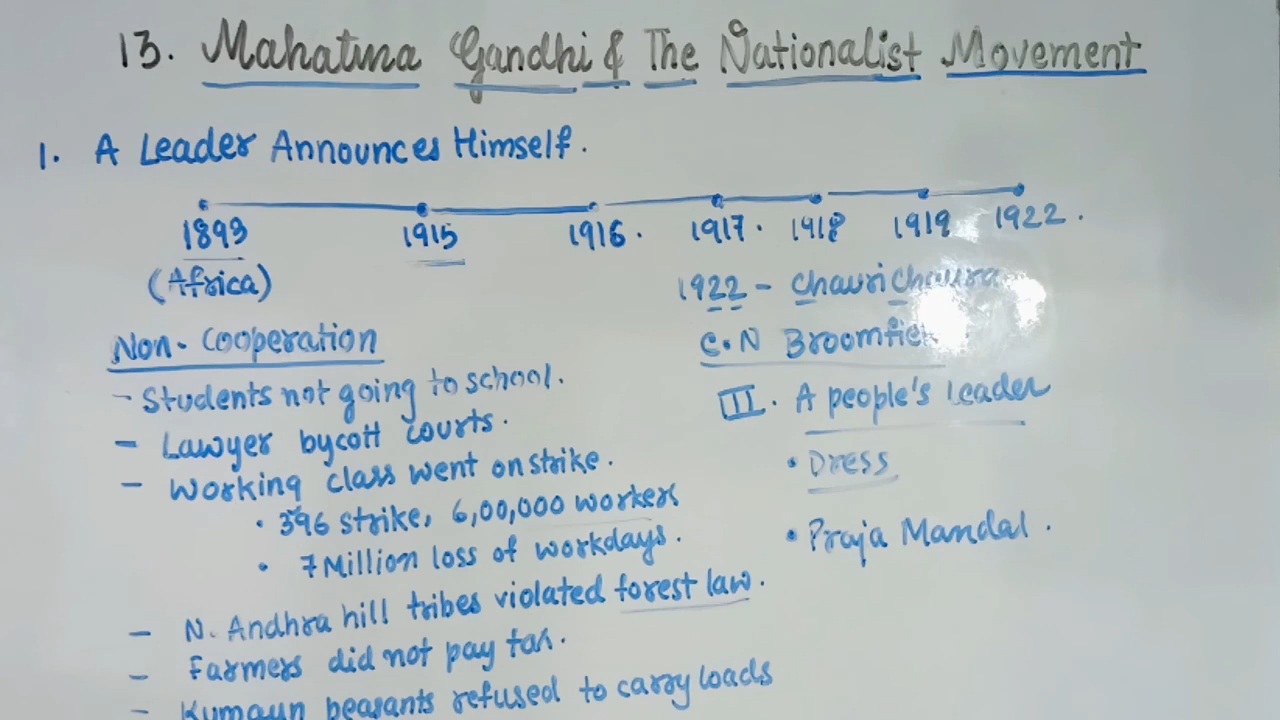 13. Mahatma Gandhi & The Nationalist Movement
1. A Leader Announces Himself.
1893 1915 1916. 1917. 1918 1919 1922.
(Africa)
Non-Cooperation
- Students not going to school.
- Lawyer bycott courts.
- Working class went on strike.
• 396 strike, 6,00,000 workers
• 7 Million loss of workdays.
- N. Andhra hill tribes violated forest law.
- Farmers did not pay tax.
- Kumaun peasants refused to carry loads
1922 - Chauri Chaura
C.N Broomfiel
II. A people's Leader
• Dress
• Praja Mandal.